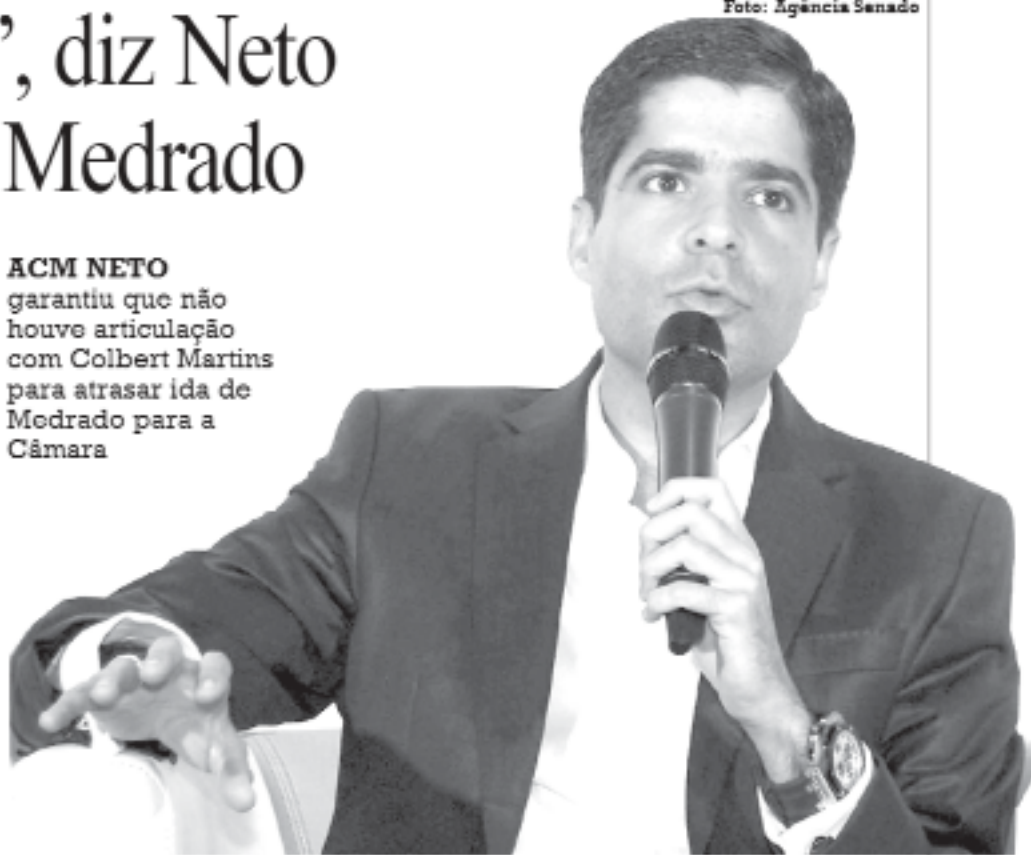 Foto: Agência Senado
’, diz Neto
Medrado
ACM NETO
garantiu que não
houve articulação
com Colbert Martins
para atrasar ida de
Medrado para a
Câmara